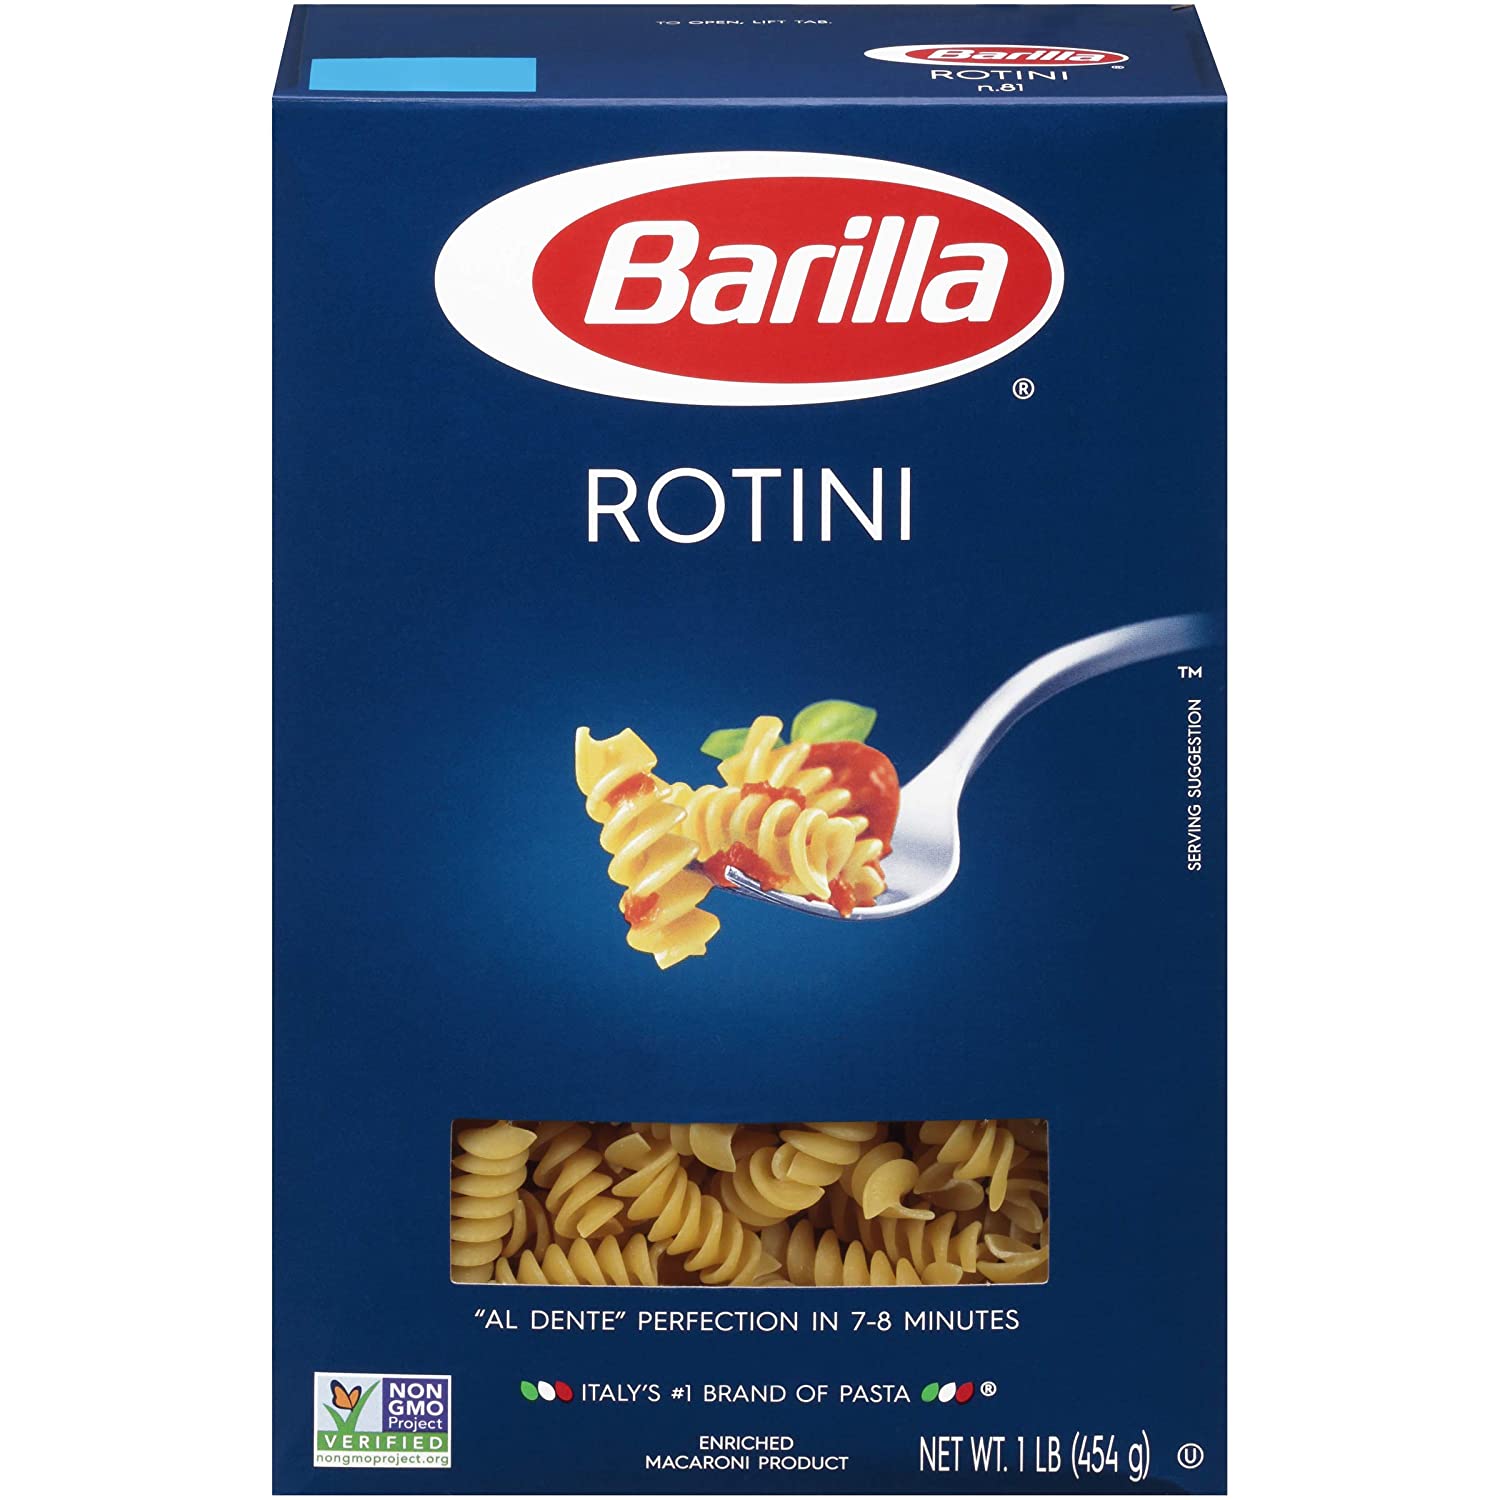 TO OPEN, LIFT TAB.
Barilla®
ROTINI
n.81
Barilla®
ROTINI
™
SERVING SUGGESTION
"AL DENTE" PERFECTION IN 7-8 MINUTES
ITALY'S #1 BRAND OF PASTA ®
NON
GMO
Project
VERIFIED
nongmoproject.org
ENRICHED
MACARONI PRODUCT
NET WT. 1 LB (454 g)
U